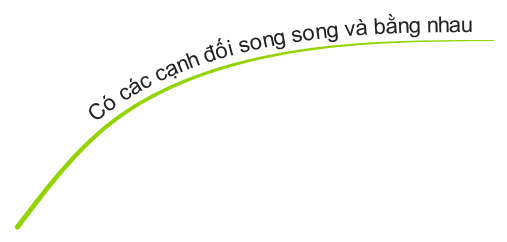 Có các cạnh đối song song và bằng nhau